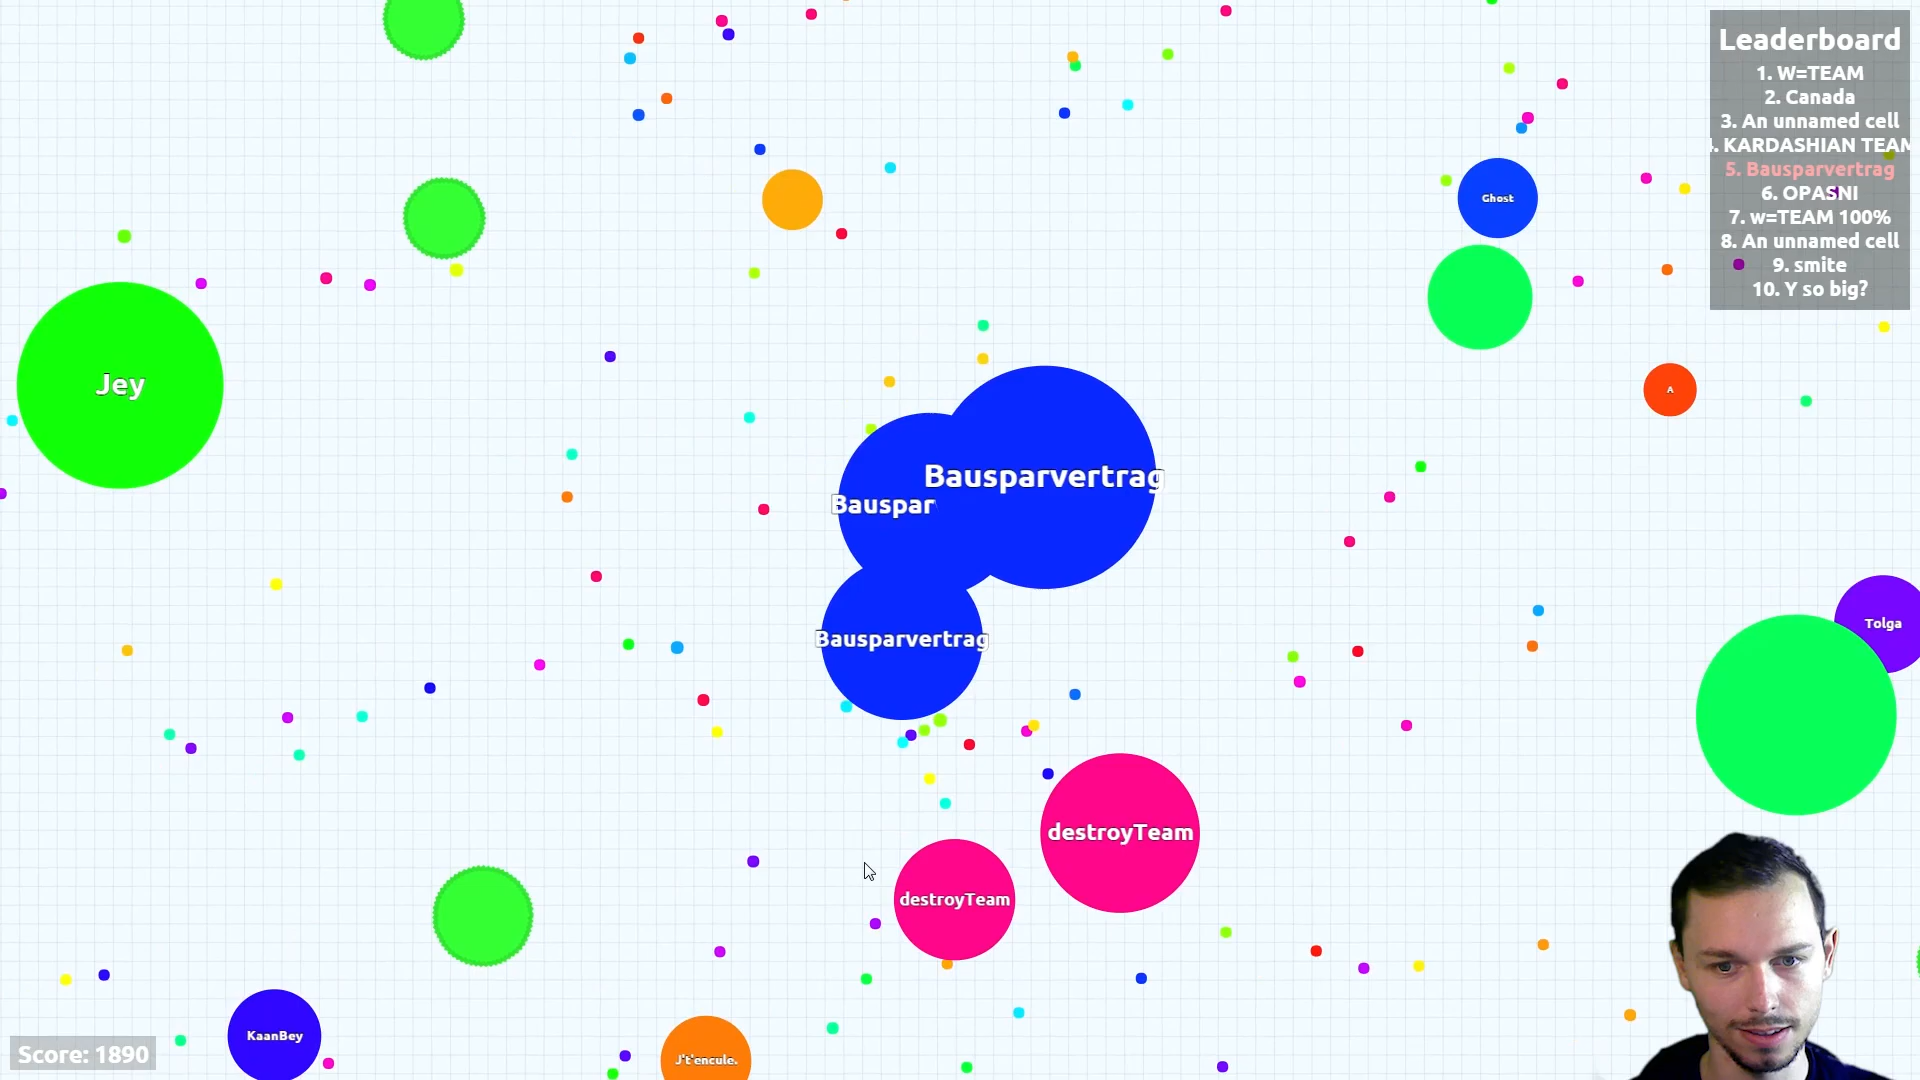 Leaderboard
1. W=TEAM
2. Canada
3. An unnamed cell
4. KARDASHIAN TEAM
5. Bausparvertrag
6. OPASNI
7. w=TEAM 100%
8. An unnamed cell
9. smite
10. Y so big?
Ghost
Jey
A
Bausparvertrag
Bauspar
Tolga
Bausparvertrag
destroyTeam
destroyTeam
KaanBey
J't'encule.
Score: 1890